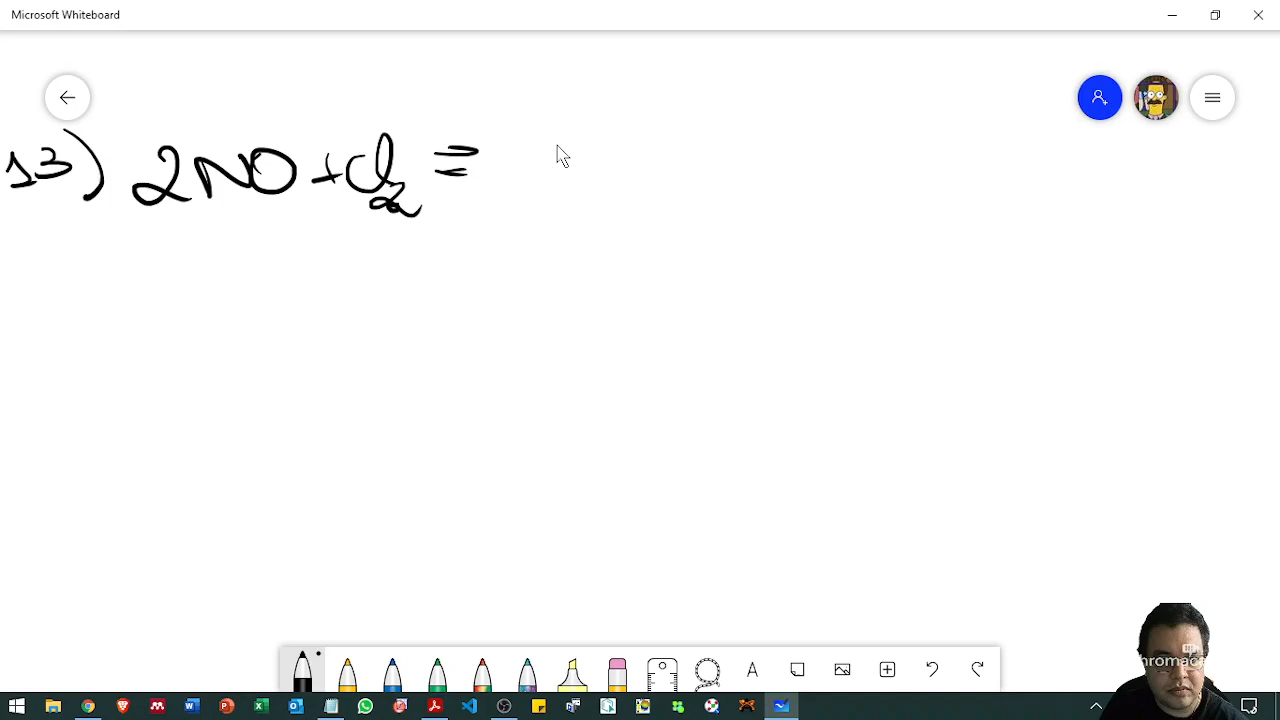 Microsoft Whiteboard
13) 2NO + Cl₂ =
A